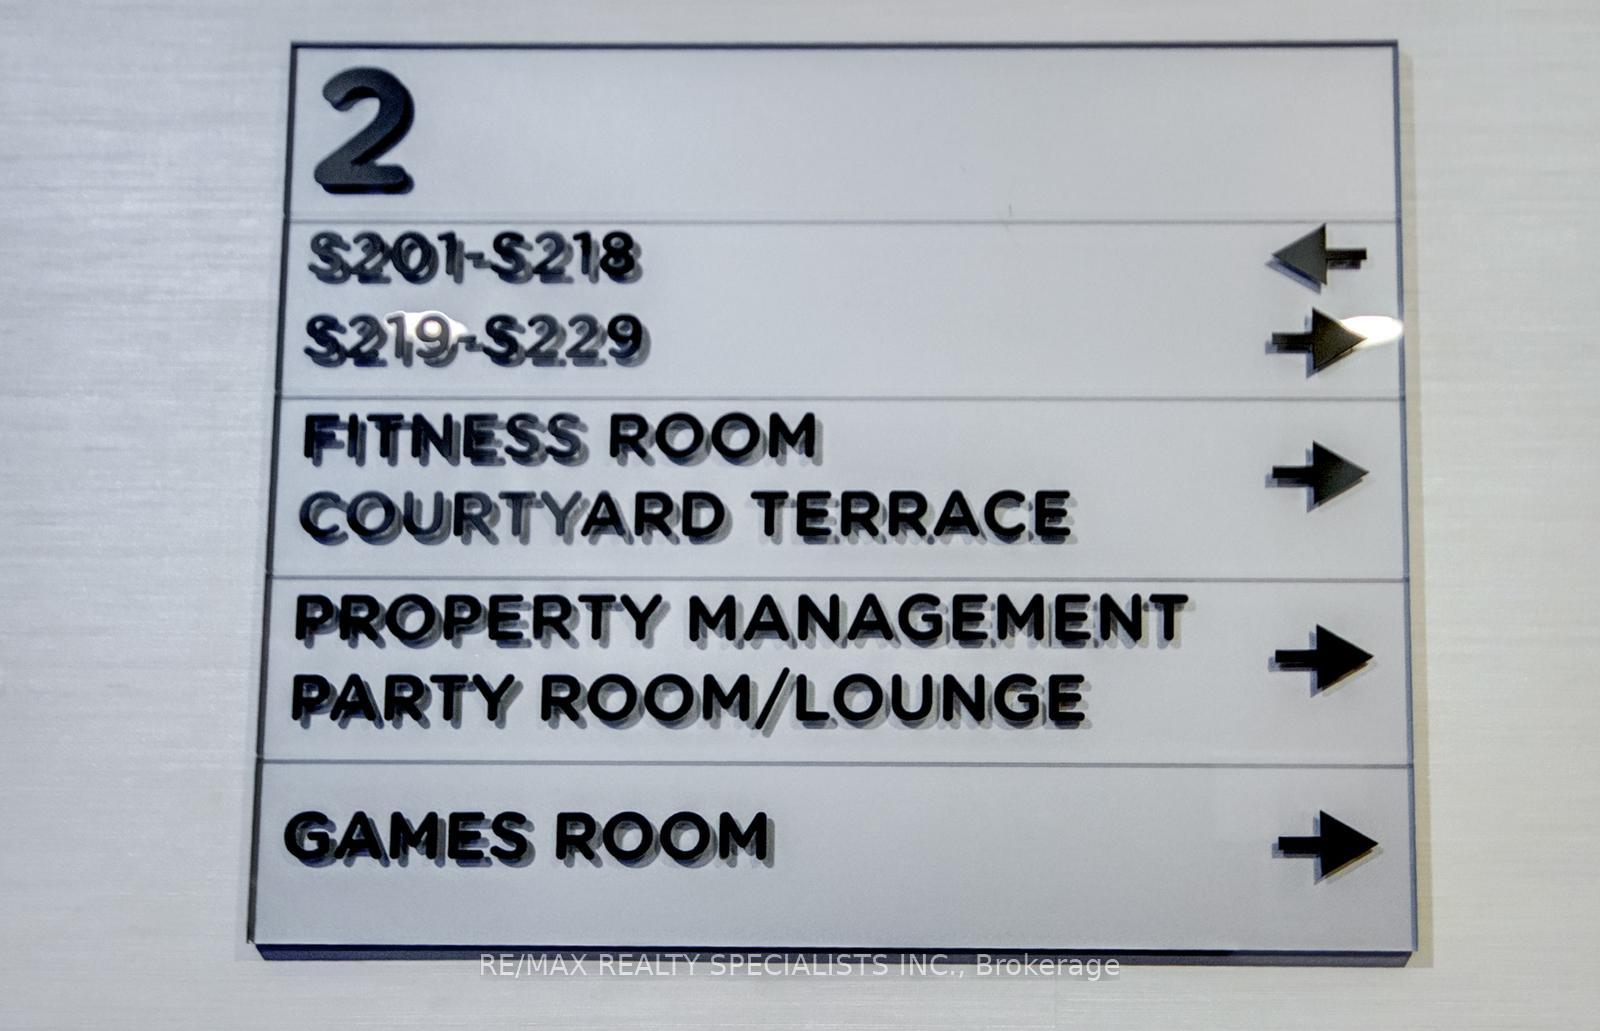 2
S201-S218
S219-S229
FITNESS ROOM
COURTYARD TERRACE
PROPERTY MANAGEMENT
PARTY ROOM/LOUNGE
GAMES ROOM
RE/MAX REALTY SPECIALISTS INC., Brokerage